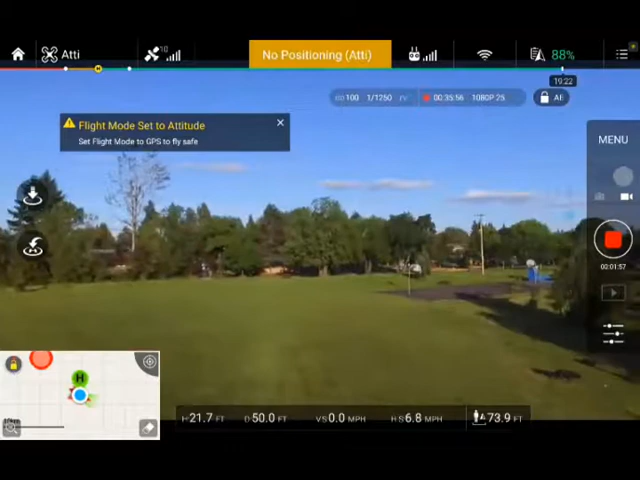 Atti
10
No Positioning (Atti)
88%
19:22
ISO100 1/1250
00:35:56 1080P 25
AE
Flight Mode Set to Attitude
Set Flight Mode to GPS to fly safe
MENU
00:01:57
H
H 21.7 FT D 50.0 FT V.S 0.0 MPH H.S 6.8 MPH 73.9 FT